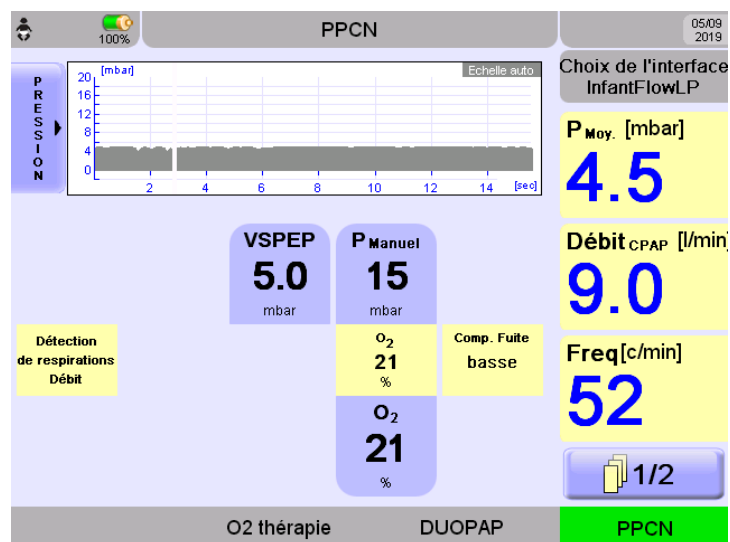 100%
PPCN
05/09
2019
Choix de l'interface
InfantFlowLP
PRESSION
[mbar]
Echelle auto
20
16
12
8
4
0
2 4 6 8 10 12 14 [sec]
P Moy. [mbar]
4.5
Débit CPAP [l/min]
9.0
Freq[c/min]
52
VSPEP
5.0
mbar
P Manuel
15
mbar
Détection
de respirations
Débit
O2
21
%
Comp. Fuite
basse
O2
21
%
1/2
O2 thérapie
DUOPAP
PPCN